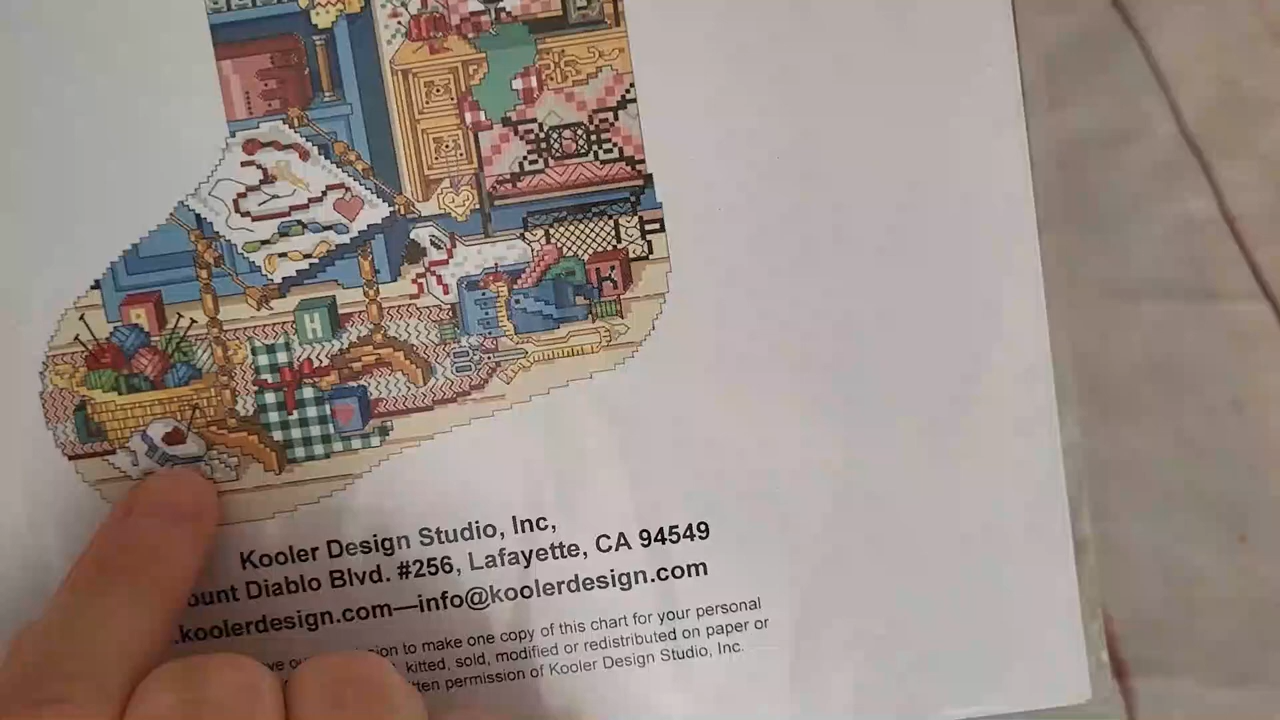 H
K
Kooler Design Studio, Inc,
ount Diablo Blvd. #256, Lafayette, CA 94549
.koolerdesign.com—info@koolerdesign.com
to make one copy of this chart for your personal
kitted, sold, modified or redistributed on paper or
permission of Kooler Design Studio, Inc.